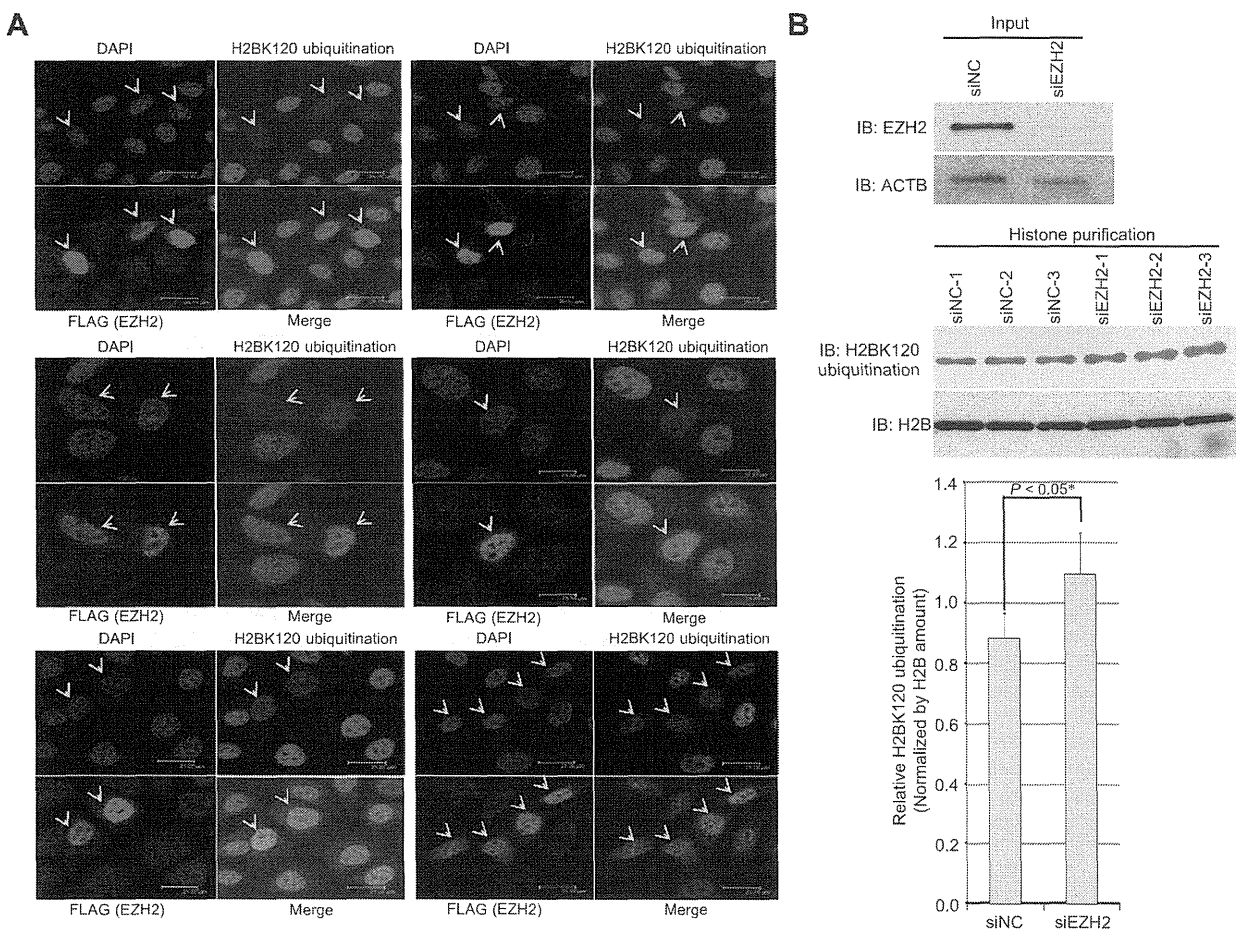 A
DAPI
H2BK120 ubiquitination
DAPI
H2BK120 ubiquitination
FLAG (EZH2)
Merge
FLAG (EZH2)
Merge
DAPI
H2BK120 ubiquitination
DAPI
H2BK120 ubiquitination
FLAG (EZH2)
Merge
FLAG (EZH2)
Merge
DAPI
H2BK120 ubiquitination
DAPI
H2BK120 ubiquitination
FLAG (EZH2)
Merge
FLAG (EZH2)
Merge
B
Input
siNC
siEZH2
IB: EZH2
IB: ACTB
Histone purification
siNC-1
siNC-2
siNC-3
siEZH2-1
siEZH2-2
siEZH2-3
IB: H2BK120
ubiquitination
IB: H2B
Relative H2BK120 ubiquitination
(Normalized by H2B amount)
1.4
1.2
1.0
0.8
0.6
0.4
0.2
0.0
P < 0.05*
siNC
siEZH2